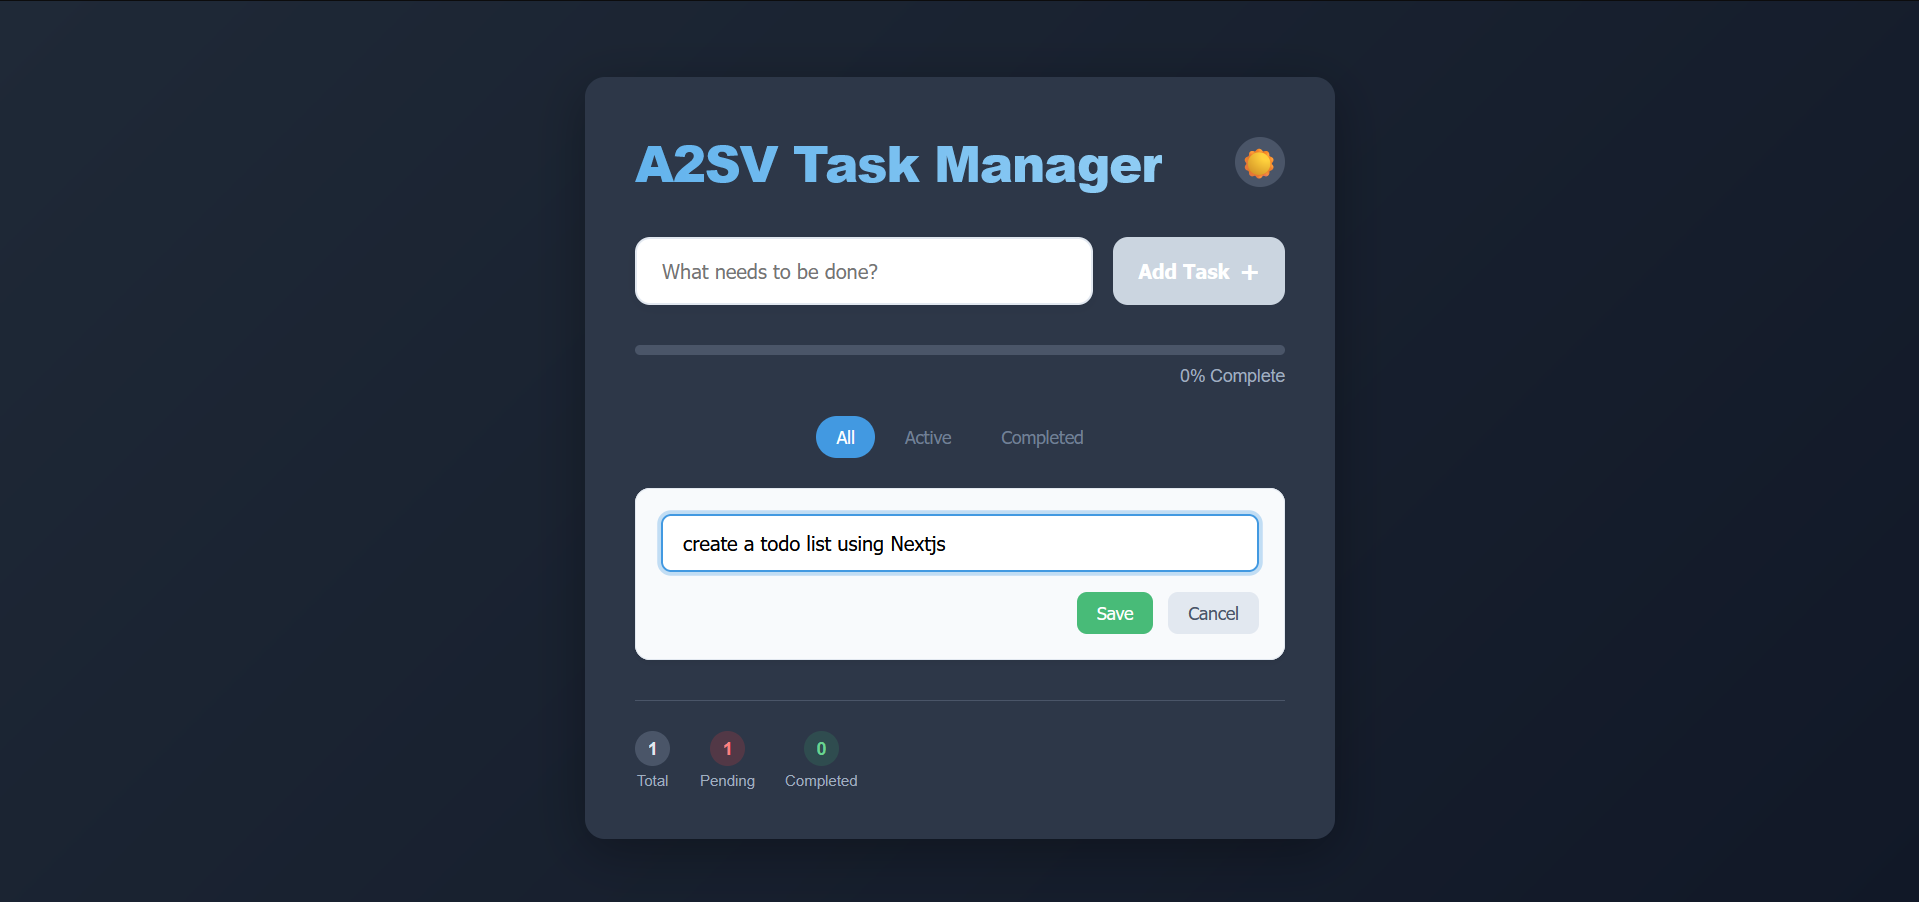 A2SV Task Manager
What needs to be done?
Add Task +
0% Complete
All Active Completed
create a todo list using Nextjs
Save Cancel
1 1 0
Total Pending Completed